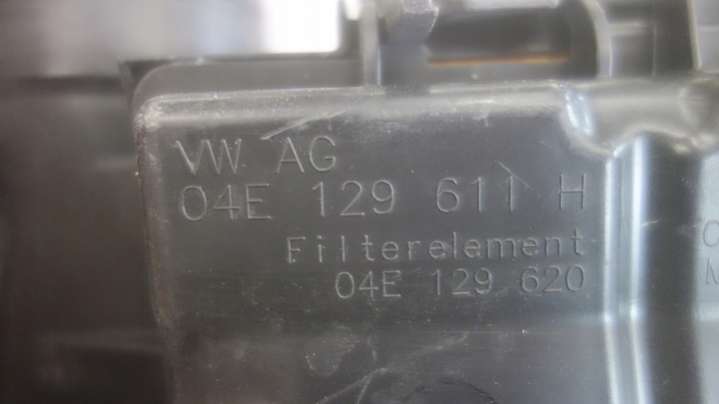 VW AG
04E 129 611 H
Filterelement
04E 129 620